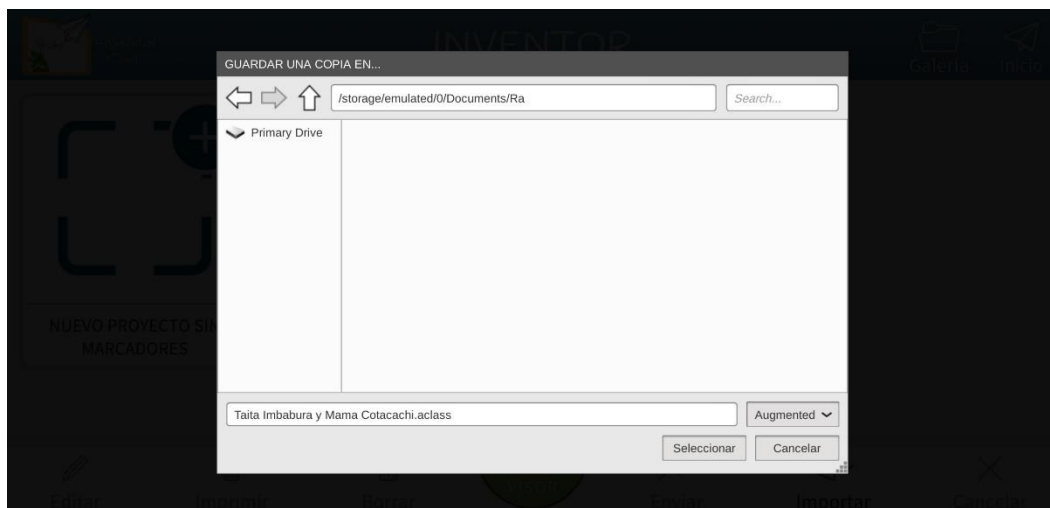 INVENTOR
Galería
Inicio
GUARDAR UNA COPIA EN...
/storage/emulated/0/Documents/Ra
Search...
Primary Drive
NUEVO PROYECTO SIN
MARCADORES
Taita Imbabura y Mama Cotacachi.aclass
Augmented
Seleccionar
Cancelar
Editar
Imprimir
Borrar
Enviar
Importar
Cancelar